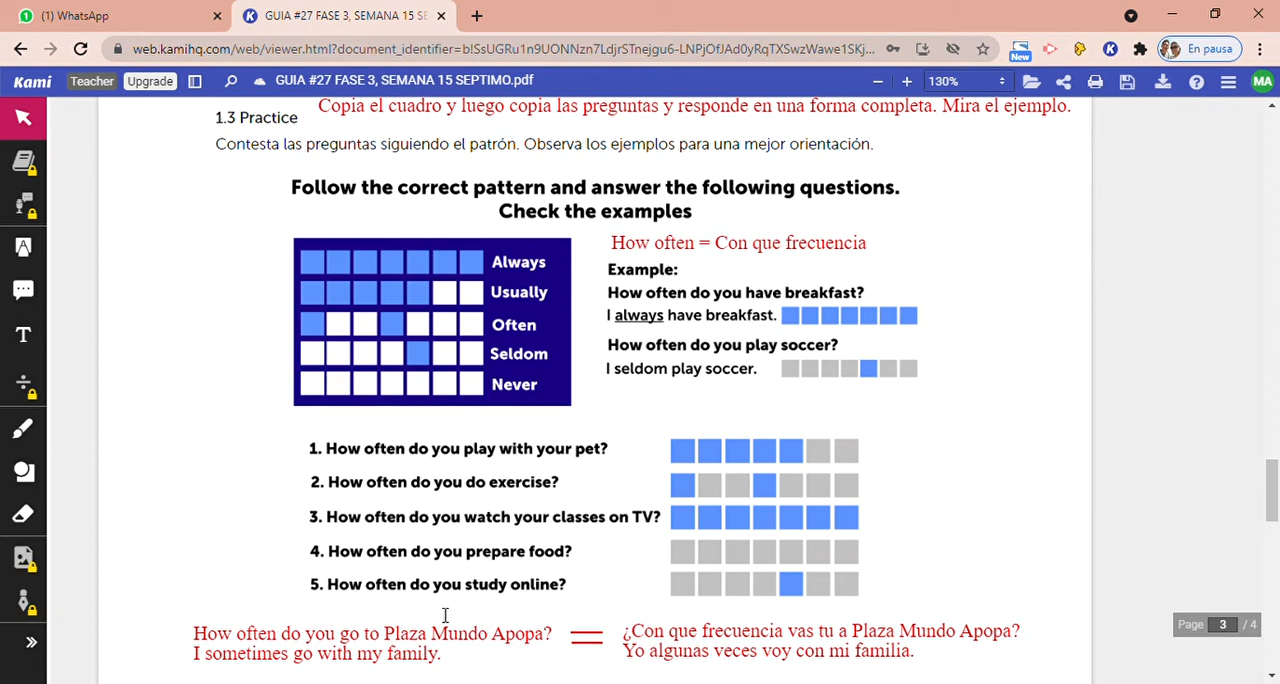 (1) WhatsApp
GUIA #27 FASE 3, SEMANA 15 SE
web.kamihq.com/web/viewer.html?document_identifier=bISsUGRu1n9UONNzn7LdjrSTnejgu6-LNPjOfJAd0yRqTXSwzWawe1SKj...
New
En pausa
Kami
Teacher
Upgrade
GUIA #27 FASE 3, SEMANA 15 SEPTIMO.pdf
130%
MA
Copia el cuadro y luego copia las preguntas y responde en una forma completa. Mira el ejemplo.
1.3 Practice
Contesta las preguntas siguiendo el patrón. Observa los ejemplos para una mejor orientación.
Follow the correct pattern and answer the following questions.
Check the examples
Always
Usually
Often
Seldom
Never
How often = Con que frecuencia
Example:
How often do you have breakfast?
I always have breakfast.
How often do you play soccer?
I seldom play soccer.
1. How often do you play with your pet?
2. How often do you do exercise?
3. How often do you watch your classes on TV?
4. How often do you prepare food?
5. How often do you study online?
How often do you go to Plaza Mundo Apopa?
I sometimes go with my family.
=
¿Con que frecuencia vas tu a Plaza Mundo Apopa?
Yo algunas veces voy con mi familia.
Page 3 / 4